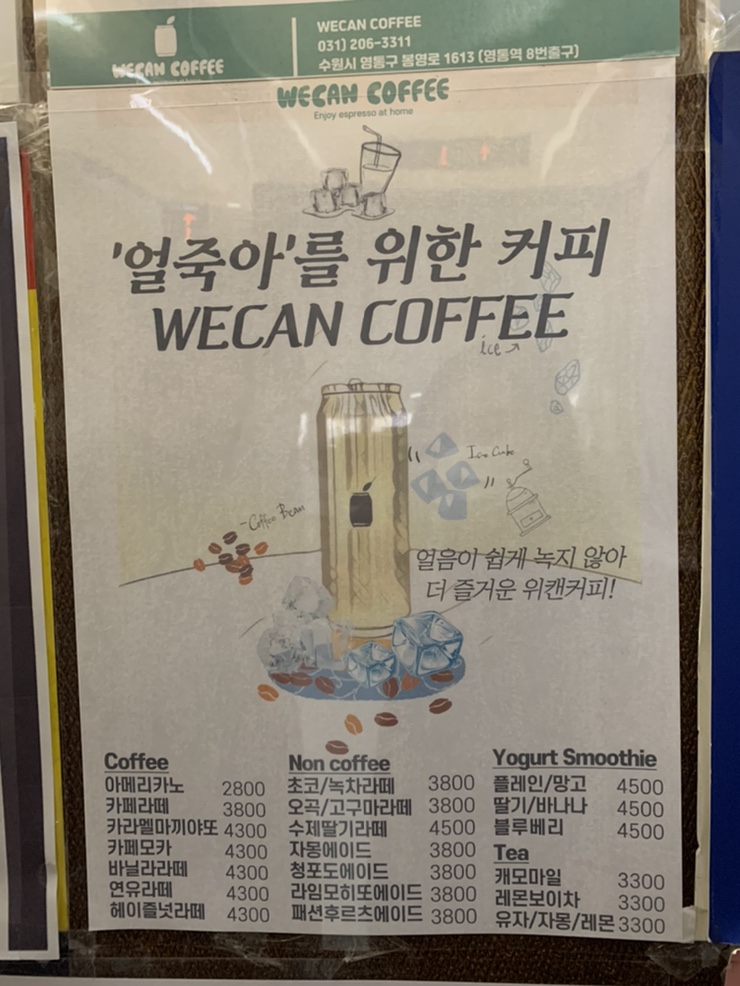 WECAN COFFEE
WECAN COFFEE
031) 206-3311
수원시 영통구 봉영로 1613 (영통역 8번출구)
WECAN COFFEE
Enjoy espresso at home
'얼죽아'를 위한 커피
WECAN COFFEE
ice
Ice Cube
-Coffee Bean
얼음이 쉽게 녹지 않아
더 즐거운 위캔커피!
Coffee
아메리카노 2800
카페라떼 3800
카라멜마끼야또 4300
카페모카 4300
바닐라라떼 4300
연유라떼 4300
헤이즐넛라떼 4300
Non coffee
초코/녹차라떼 3800
오곡/고구마라떼 3800
수제딸기라떼 4500
자몽에이드 3800
청포도에이드 3800
라임모히또에이드 3800
패션후르츠에이드 3800
Yogurt Smoothie
플레인/망고 4500
딸기/바나나 4500
블루베리 4500
Tea
캐모마일 3300
레몬보이차 3300
유자/자몽/레몬 3300